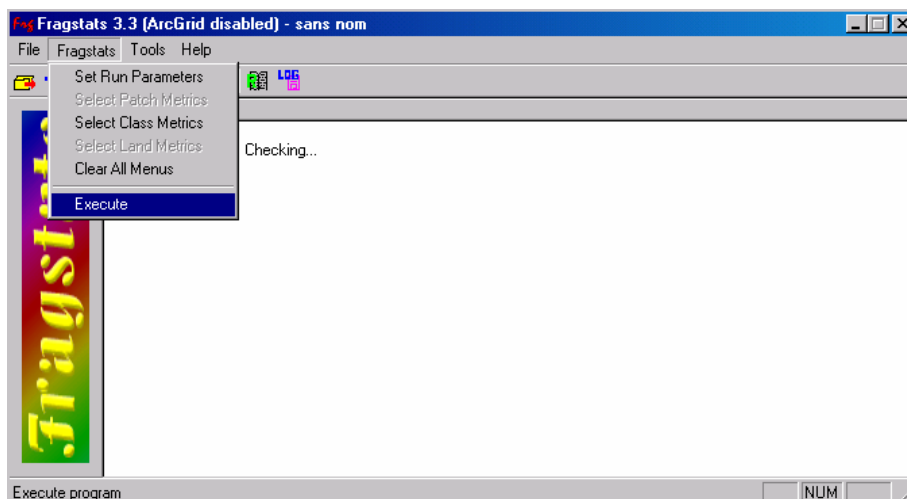 Frag Fragstats 3.3 (ArcGrid disabled) - sans nom
File Fragstats Tools Help
LOG
Set Run Parameters
Select Patch Metrics
Select Class Metrics
Select Land Metrics
Clear All Menus
Execute
Checking...
Fragstats
Execute program
NUM